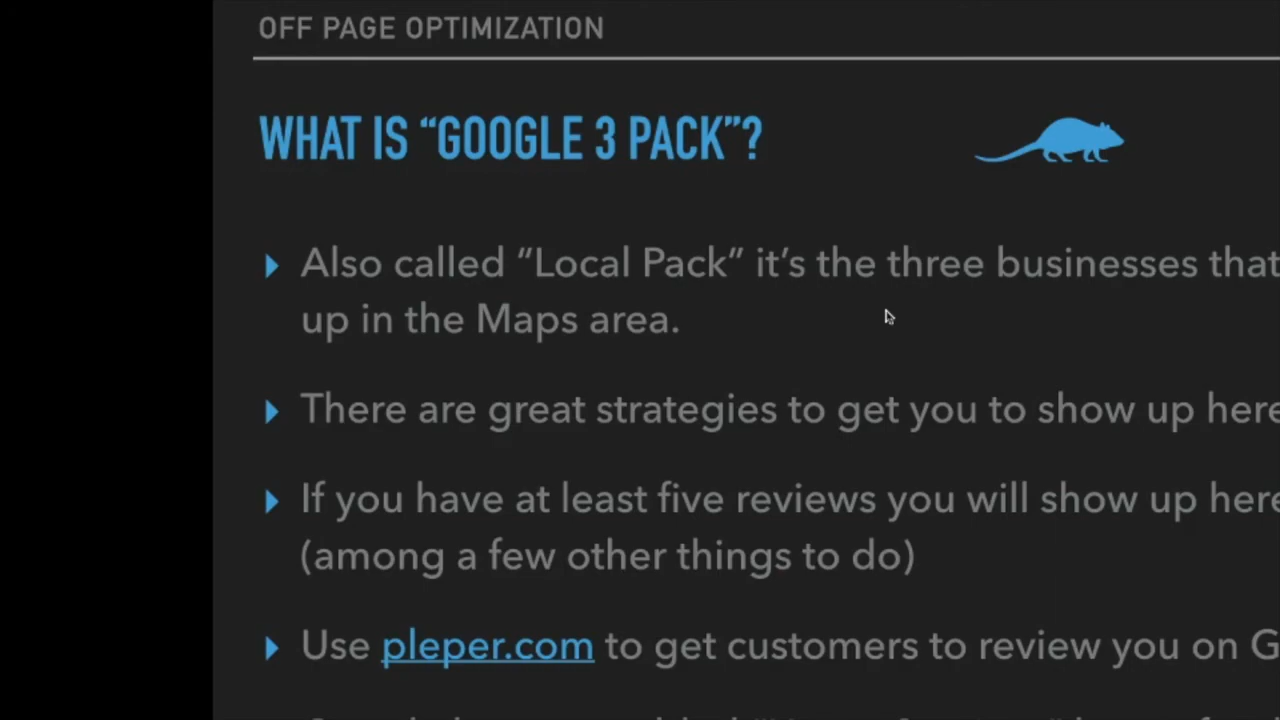 OFF PAGE OPTIMIZATION
WHAT IS “GOOGLE 3 PACK”?
Also called “Local Pack” it’s the three businesses that
up in the Maps area.
There are great strategies to get you to show up here
If you have at least five reviews you will show up here
(among a few other things to do)
Use pleper.com to get customers to review you on G